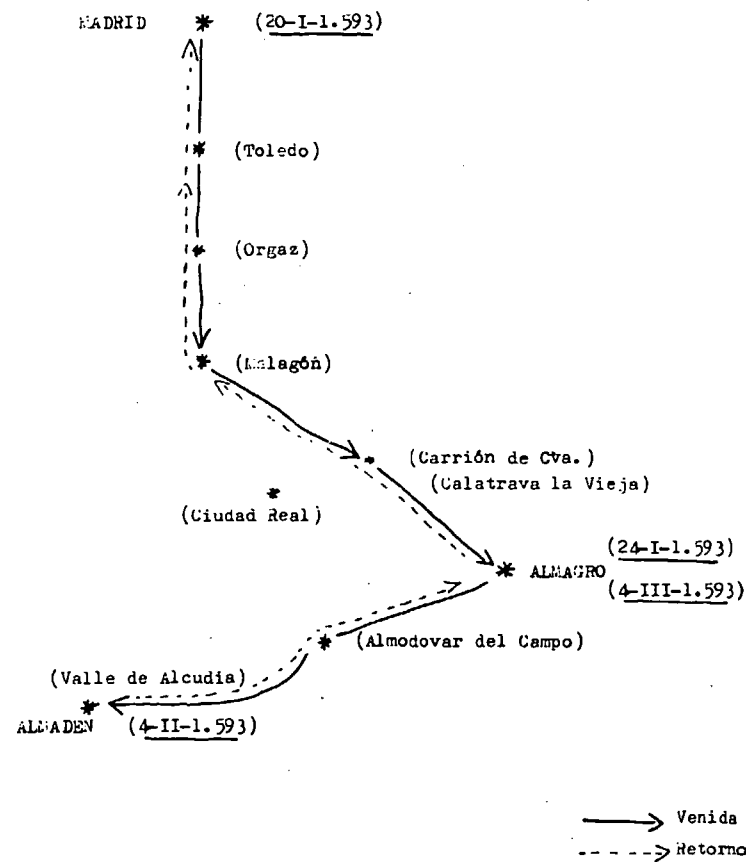 MADRID (20-I-1.593)
(Toledo)
(Orgaz)
(Malagón)
(Carrión de Cva.)
(Calatrava la Vieja)
(Ciudad Real)
(24-I-1.593)
ALMAGRO
(4-III-1.593)
(Almodovar del Campo)
(Valle de Alcudia)
ALMADEN (4-II-1.593)
Venida
Retorno